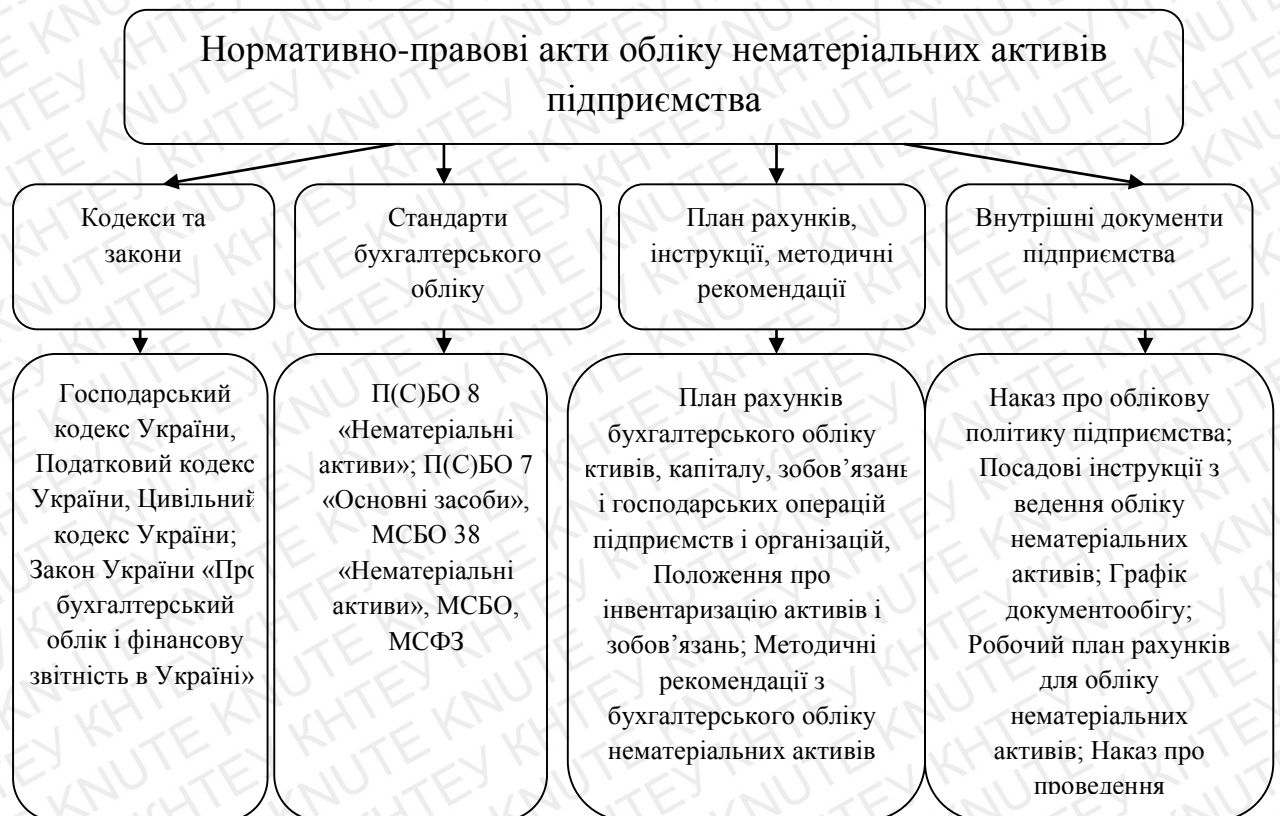 Нормативно-правові акти обліку нематеріальних активів
підприємства
Кодекси та
закони
Стандарти
бухгалтерського
обліку
План рахунків,
інструкції, методичні
рекомендації
Внутрішні документи
підприємства
Господарський
кодекс України,
Податковий кодекс
України, Цивільний
кодекс України;
Закон України «Про
бухгалтерський
облік і фінансову
звітність в Україні»
П(С)БО 8
«Нематеріальні
активи»; П(С)БО 7
«Основні засоби»,
МСБО 38
«Нематеріальні
активи», МСБО,
МСФЗ
План рахунків
бухгалтерського обліку
ктивів, капіталу, зобов’язань
і господарських операцій
підприємств і організацій,
Положення про
інвентаризацію активів і
зобов’язань; Методичні
рекомендації з
бухгалтерського обліку
нематеріальних активів
Наказ про облікову
політику підприємства;
Посадові інструкції з
ведення обліку
нематеріальних
активів; Графік
документообігу;
Робочий план рахунків
для обліку
нематеріальних
активів; Наказ про
проведення